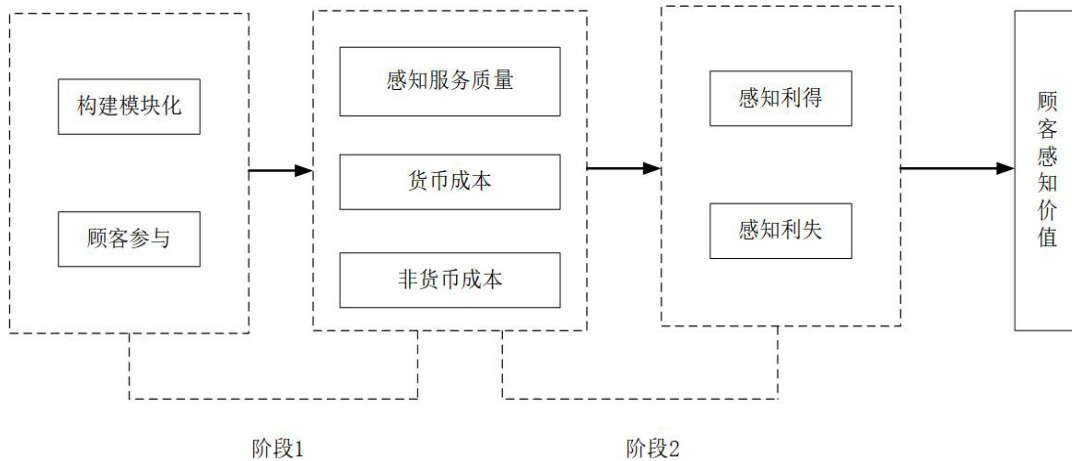 构建模块化
顾客参与
感知服务质量
货币成本
非货币成本
感知利得
感知利失
顾客感知价值
阶段1
阶段2